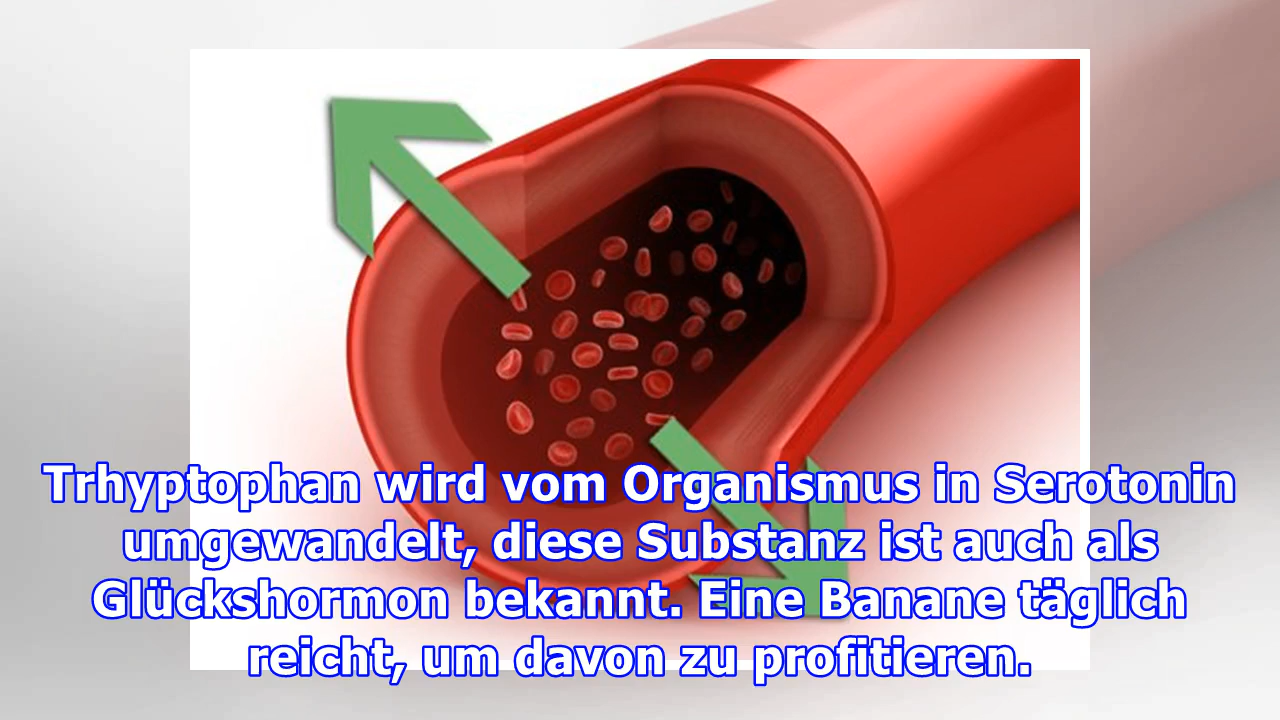 Trhyptophan wird vom Organismus in Serotonin
umgewandelt, diese Substanz ist auch als
Glückshormon bekannt. Eine Banane täglich
reicht, um davon zu profitieren.